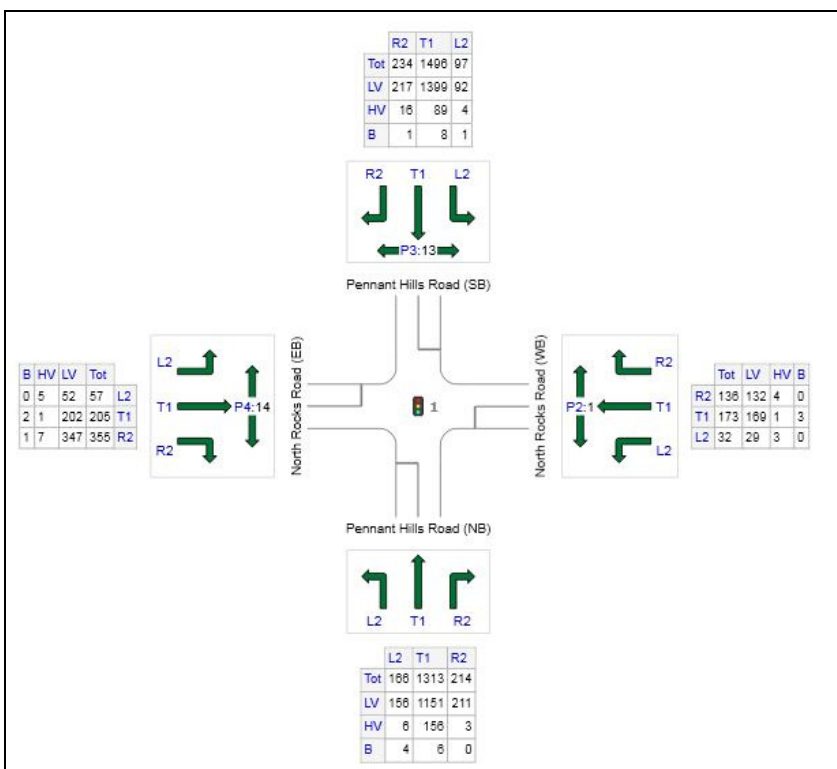 R2 T1 L2
Tot 234 1496 97
LV 217 1399 92
HV 16 89 4
B 1 8 1
R2 T1 L2
P3:13
Pennant Hills Road (SB)
B HV LV Tot
0 5 52 57 L2
2 1 202 205 T1
1 7 347 355 R2
L2
T1
P4:14
R2
North Rocks Road (EB)
1
North Rocks Road (WB)
R2
P2:1
T1
L2
Tot LV HV B
R2 136 132 4 0
T1 173 169 1 3
L2 32 29 3 0
Pennant Hills Road (NB)
L2 T1 R2
L2 T1 R2
Tot 166 1313 214
LV 156 1151 211
HV 6 156 3
B 4 6 0